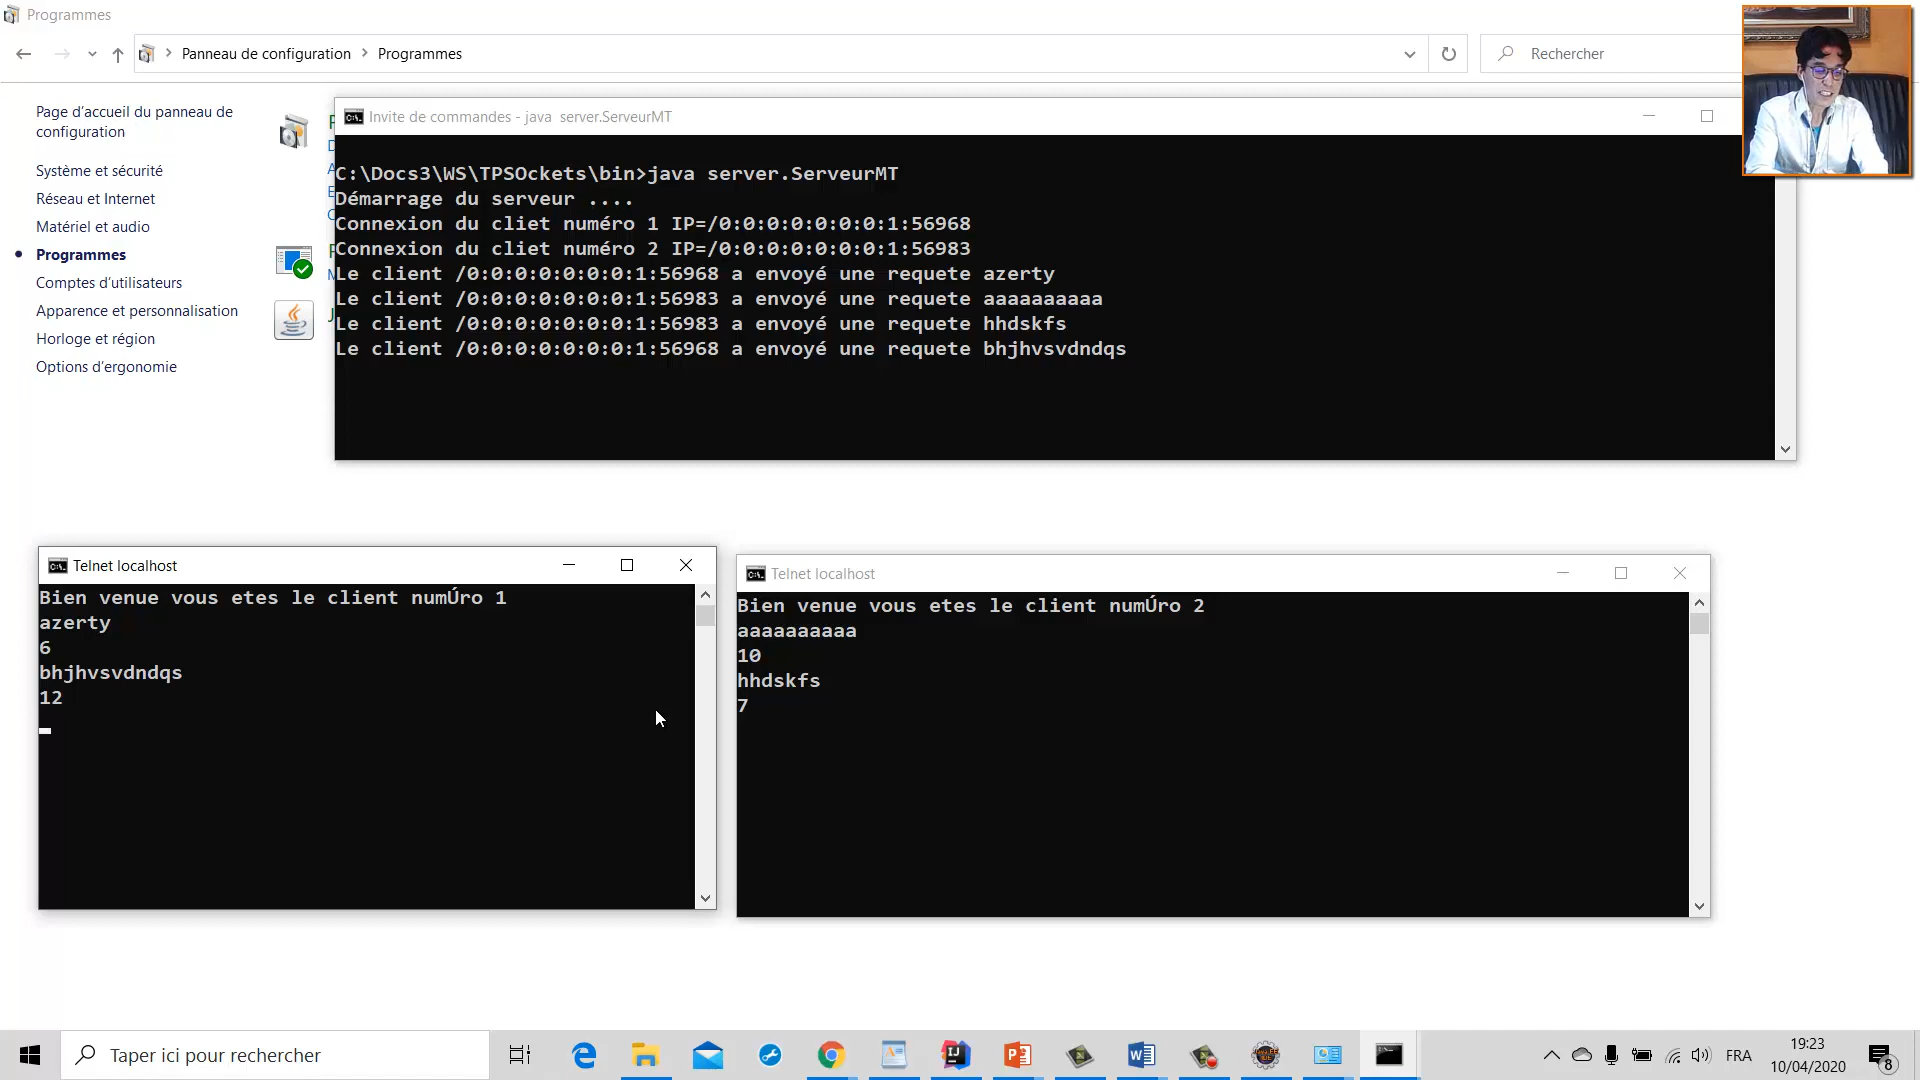 Programmes
Panneau de configuration > Programmes
Rechercher
Page d'accueil du panneau de
configuration
Système et sécurité
Réseau et Internet
Matériel et audio
Programmes
Comptes d'utilisateurs
Apparence et personnalisation
Horloge et région
Options d'ergonomie
Invite de commandes - java  server.ServeurMT
C:\Docs3\WS\TPSOckets\bin>java server.ServeurMT
Démarrage du serveur ....
Connexion du cliet numéro 1 IP=/0:0:0:0:0:0:0:1:56968
Connexion du cliet numéro 2 IP=/0:0:0:0:0:0:0:1:56983
Le client /0:0:0:0:0:0:0:1:56968 a envoyé une requete azerty
Le client /0:0:0:0:0:0:0:1:56983 a envoyé une requete aaaaaaaaaa
Le client /0:0:0:0:0:0:0:1:56983 a envoyé une requete hhdskfs
Le client /0:0:0:0:0:0:0:1:56968 a envoyé une requete bhjhvsvdndqs
Telnet localhost
Bien venue vous etes le client numÚro 1
azerty
6
bhjhvsvdndqs
12
Telnet localhost
Bien venue vous etes le client numÚro 2
aaaaaaaaaa
10
hhdskfs
7
Taper ici pour rechercher
FRA
19:23
10/04/2020
8